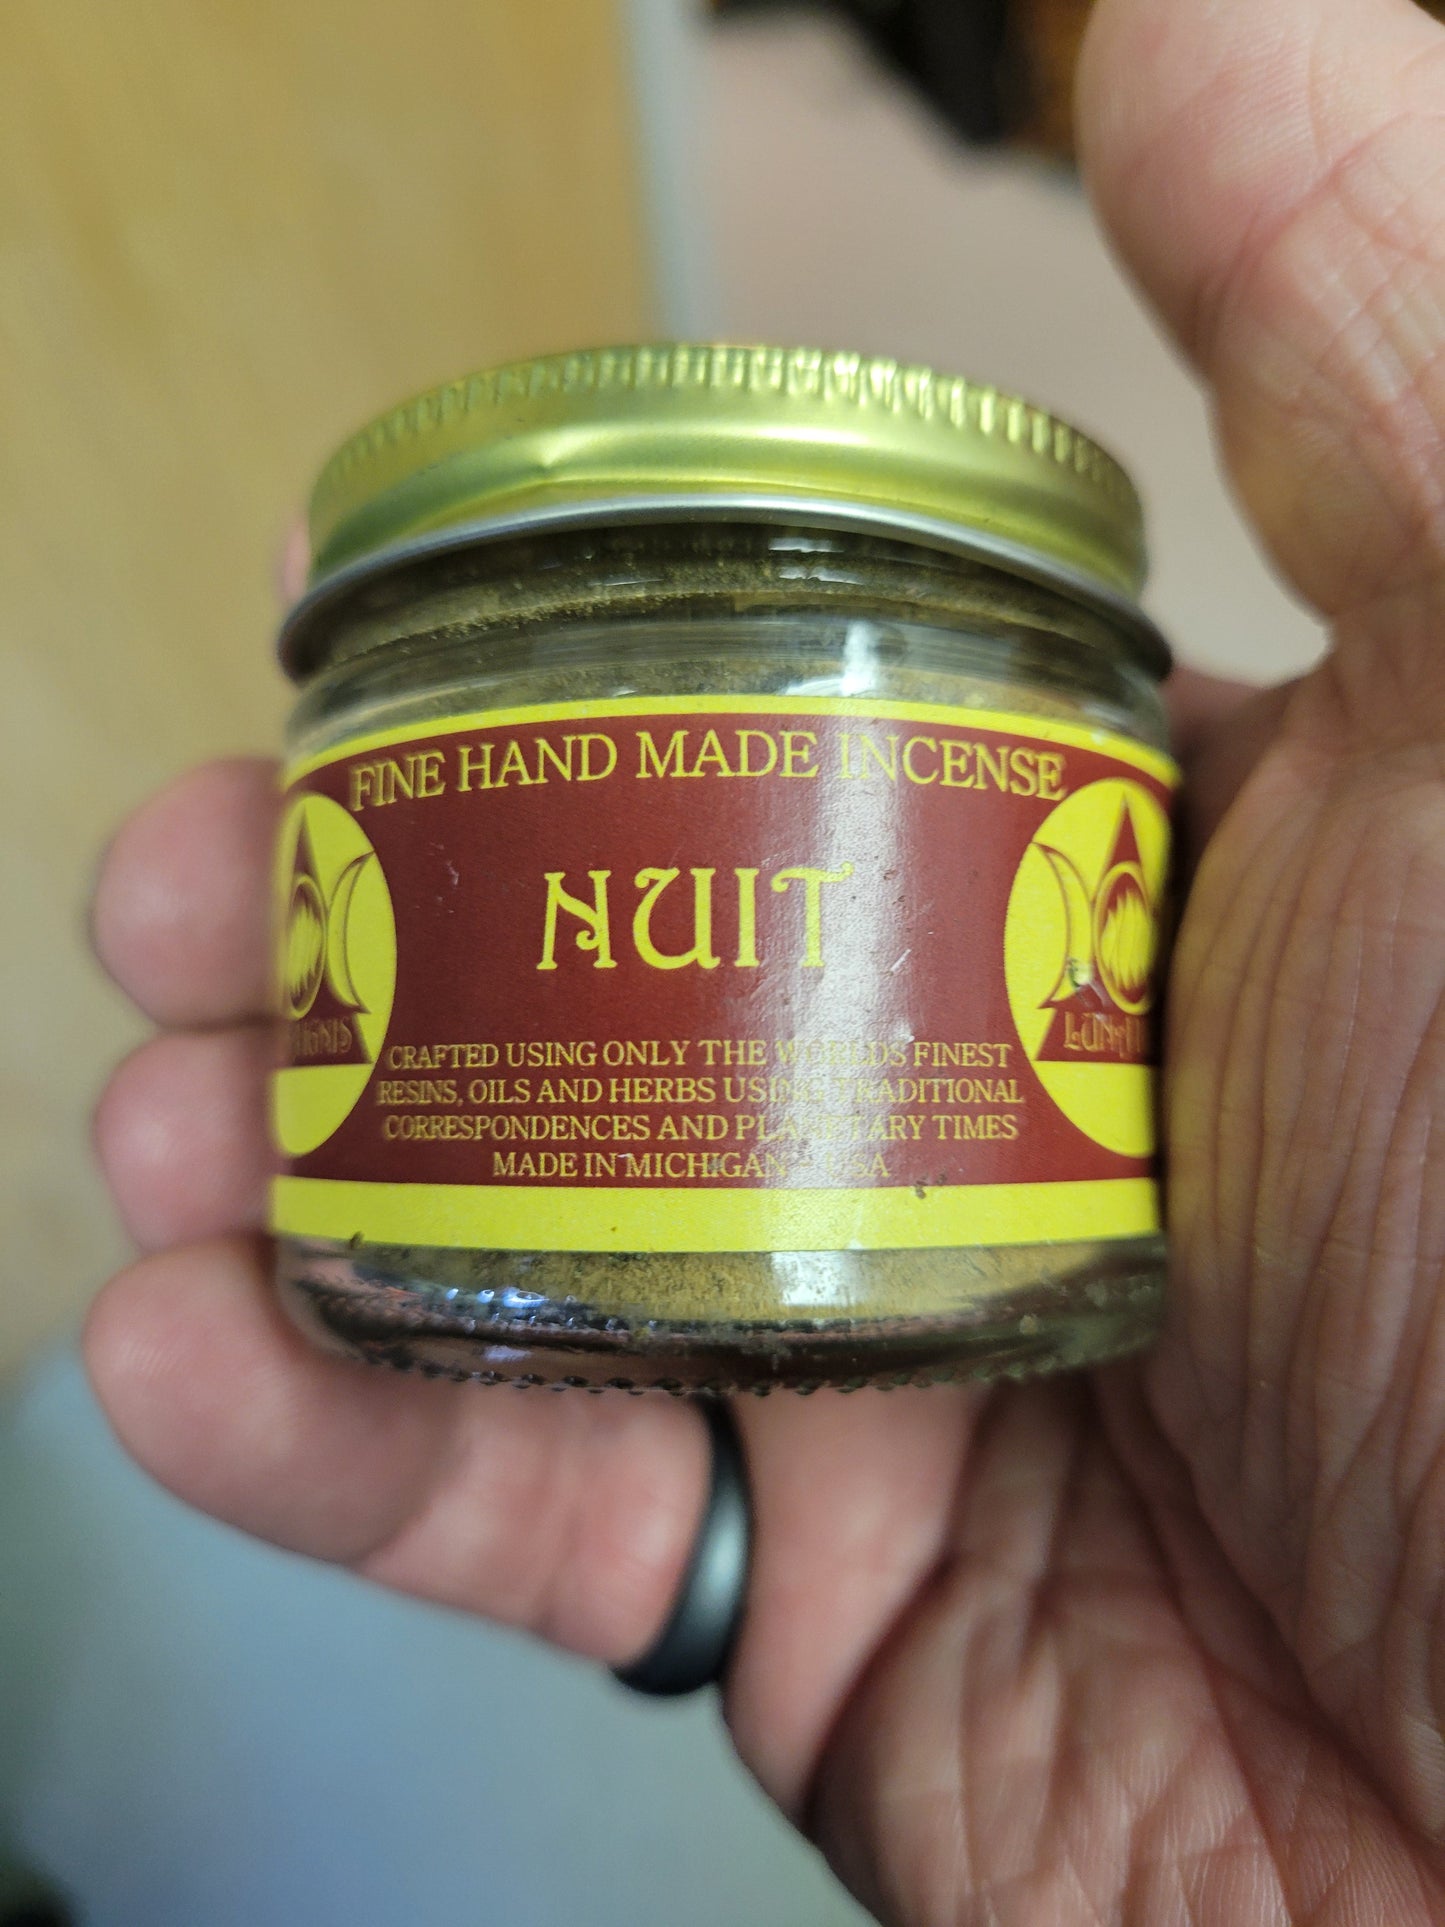 FINE HAND MADE INCENSE
NUIT
CRAFTED USING ONLY THE WORLDS FINEST
RESINS, OILS AND HERBS USING TRADITIONAL
CORRESPONDENCES AND PLANETARY TIMES
MADE IN MICHIGAN - USA